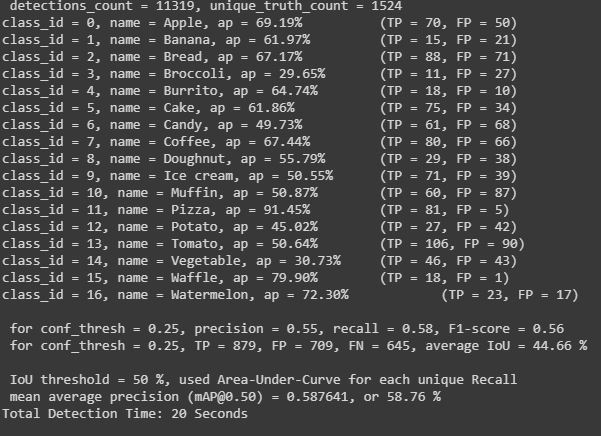 detections_count = 11319, unique_truth_count = 1524
class_id = 0, name = Apple, ap = 69.19% (TP = 70, FP = 50)
class_id = 1, name = Banana, ap = 61.97% (TP = 15, FP = 21)
class_id = 2, name = Bread, ap = 67.17% (TP = 88, FP = 71)
class_id = 3, name = Broccoli, ap = 29.65% (TP = 11, FP = 27)
class_id = 4, name = Burrito, ap = 64.74% (TP = 18, FP = 10)
class_id = 5, name = Cake, ap = 61.86% (TP = 75, FP = 34)
class_id = 6, name = Candy, ap = 49.73% (TP = 61, FP = 68)
class_id = 7, name = Coffee, ap = 67.44% (TP = 80, FP = 66)
class_id = 8, name = Doughnut, ap = 55.79% (TP = 29, FP = 38)
class_id = 9, name = Ice cream, ap = 50.55% (TP = 71, FP = 39)
class_id = 10, name = Muffin, ap = 50.87% (TP = 60, FP = 87)
class_id = 11, name = Pizza, ap = 91.45% (TP = 81, FP = 5)
class_id = 12, name = Potato, ap = 45.02% (TP = 27, FP = 42)
class_id = 13, name = Tomato, ap = 50.64% (TP = 106, FP = 90)
class_id = 14, name = Vegetable, ap = 30.73% (TP = 46, FP = 43)
class_id = 15, name = Waffle, ap = 79.90% (TP = 18, FP = 1)
class_id = 16, name = Watermelon, ap = 72.30% (TP = 23, FP = 17)
for conf_thresh = 0.25, precision = 0.55, recall = 0.58, F1-score = 0.56
for conf_thresh = 0.25, TP = 879, FP = 709, FN = 645, average IoU = 44.66 %
IoU threshold = 50 %, used Area-Under-Curve for each unique Recall
mean average precision (mAP@0.50) = 0.587641, or 58.76 %
Total Detection Time: 20 Seconds